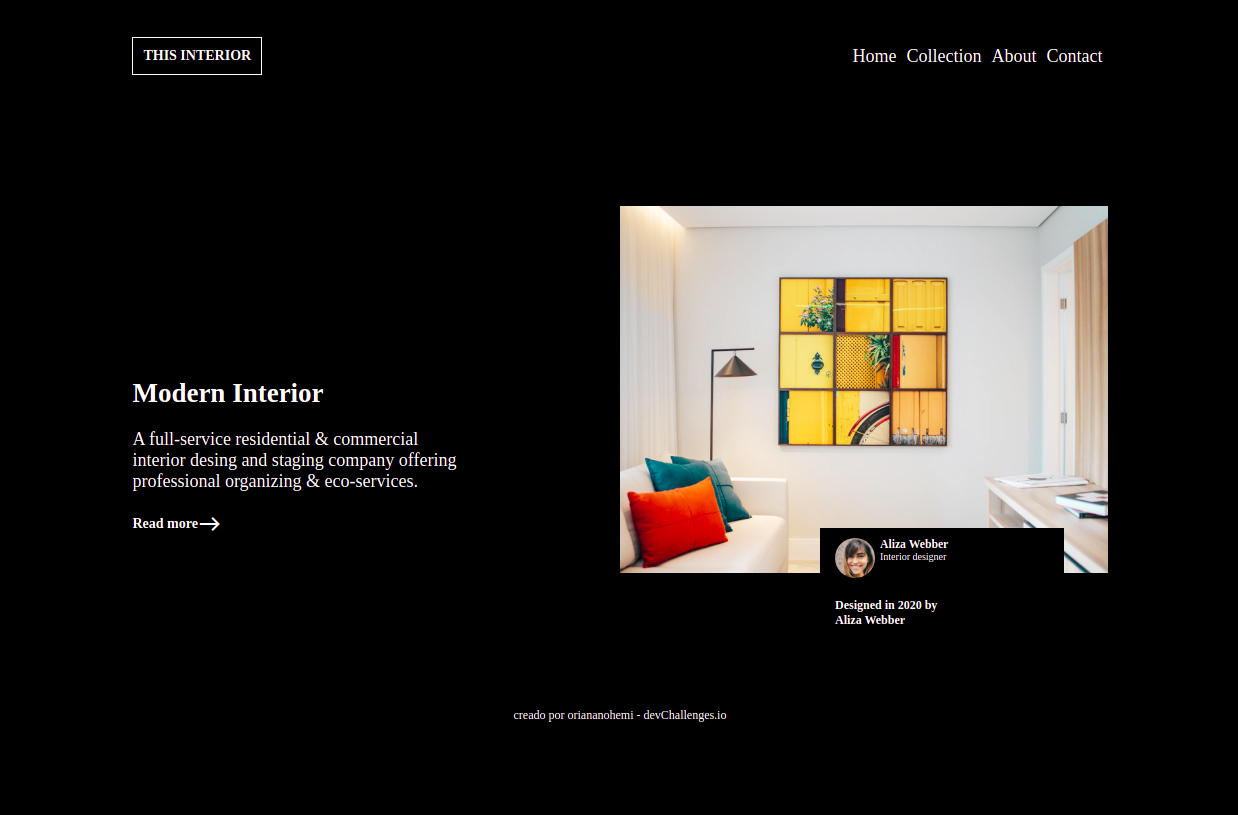 THIS INTERIOR
Home Collection About Contact
Modern Interior
A full-service residential & commercial
interior desing and staging company offering
professional organizing & eco-services.
Read more
Aliza Webber
Interior designer
Designed in 2020 by
Aliza Webber
creado por oriananohemi - devChallenges.io